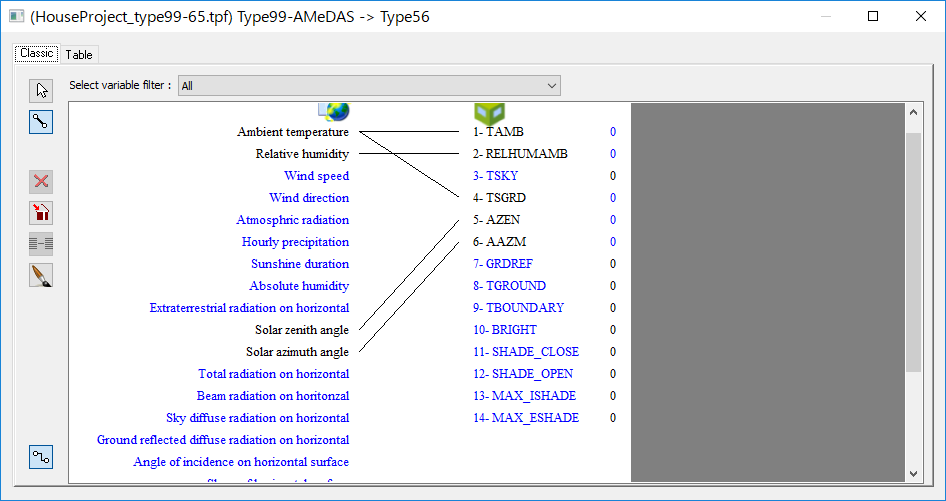 (HouseProject_type99-65.tpf) Type99-AMeDAS -> Type56
Classic Table
Select variable filter : All
Ambient temperature 1- TAMB 0
Relative humidity 2- RELHUMAMB 0
Wind speed 3- TSKY 0
Wind direction 4- TSGRD 0
Atmosphric radiation 5- AZEN 0
Hourly precipitation 6- AAZM 0
Sunshine duration 7- GRDREF 0
Absolute humidity 8- TGROUND 0
Extraterrestrial radiation on horizontal 9- TBOUNDARY 0
Solar zenith angle 10- BRIGHT 0
Solar azimuth angle 11- SHADE_CLOSE 0
Total radiation on horizontal 12- SHADE_OPEN 0
Beam radiation on horitonzal 13- MAX_ISHADE 0
Sky diffuse radiation on horizontal 14- MAX_ESHADE 0
Ground reflected diffuse radiation on horizontal
Angle of incidence on horizontal surface